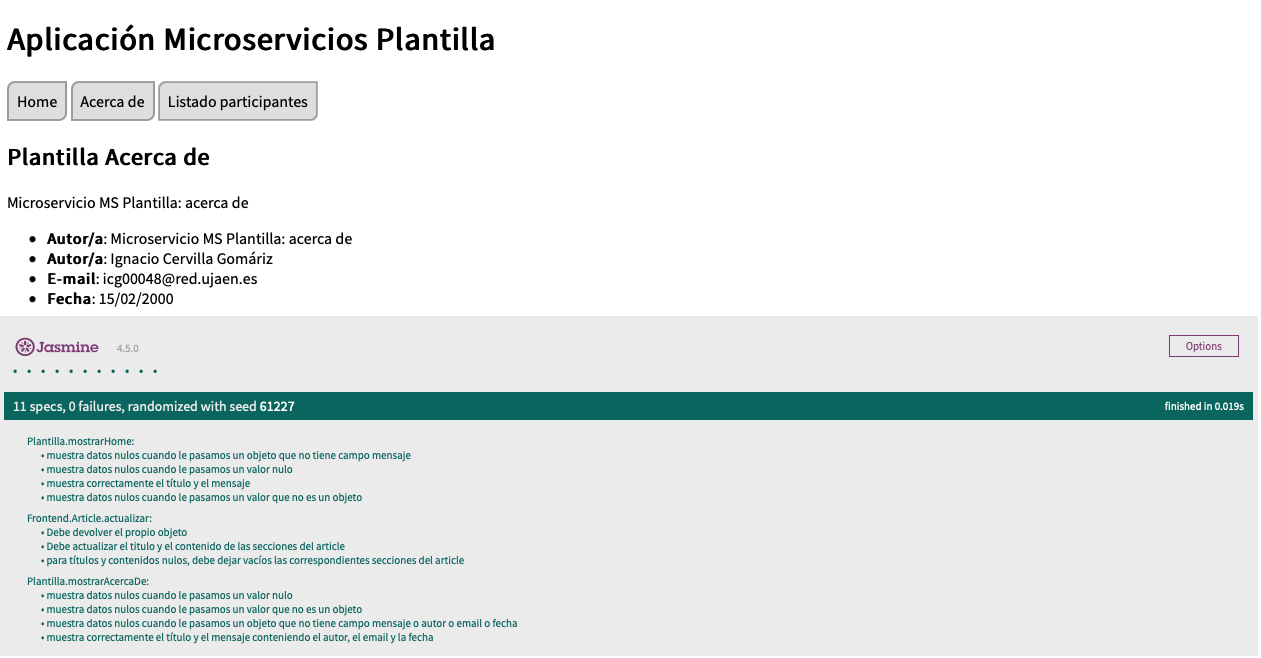 Aplicación Microservicios Plantilla
Home Acerca de Listado participantes
Plantilla Acerca de
Microservicio MS Plantilla: acerca de
• Autor/a: Microservicio MS Plantilla: acerca de
• Autor/a: Ignacio Cervilla Gomáriz
• E-mail: icg00048@red.ujaen.es
• Fecha: 15/02/2000
Jasmine 4.5.0 Options
• • • • • • • • • • •
11 specs, 0 failures, randomized with seed 61227 finished in 0.019s
Plantilla.mostrarHome:
• muestra datos nulos cuando le pasamos un objeto que no tiene campo mensaje
• muestra datos nulos cuando le pasamos un valor nulo
• muestra correctamente el título y el mensaje
• muestra datos nulos cuando le pasamos un valor que no es un objeto
Frontend.Article.actualizar:
• Debe devolver el propio objeto
• Debe actualizar el titulo y el contenido de las secciones del article
• para títulos y contenidos nulos, debe dejar vacíos las correspondientes secciones del article
Plantilla.mostrarAcercaDe:
• muestra datos nulos cuando le pasamos un valor nulo
• muestra datos nulos cuando le pasamos un valor que no es un objeto
• muestra datos nulos cuando le pasamos un objeto que no tiene campo mensaje o autor o email o fecha
• muestra correctamente el título y el mensaje conteniendo el autor, el email y la fecha